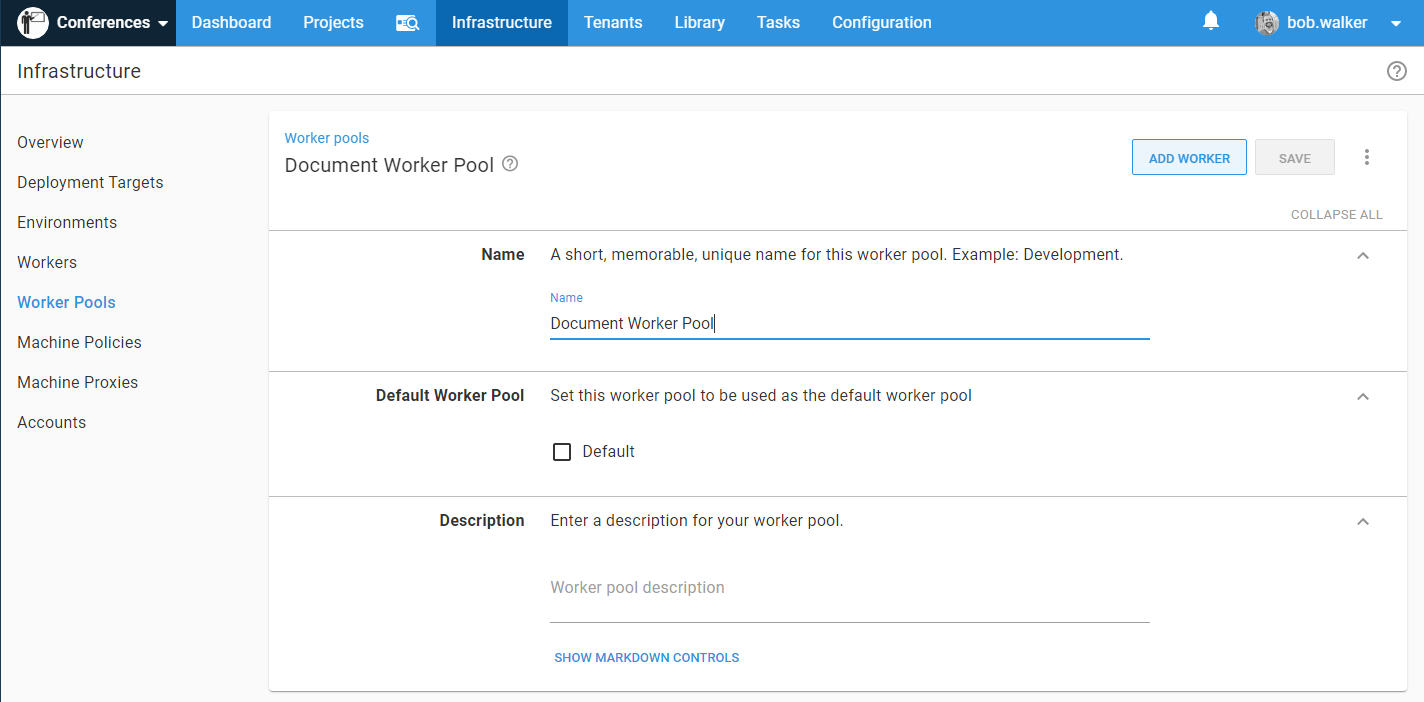 Conferences Dashboard Projects Infrastructure Tenants Library Tasks Configuration bob.walker
Infrastructure
Overview
Deployment Targets
Environments
Workers
Worker Pools
Machine Policies
Machine Proxies
Accounts
Worker pools
Document Worker Pool
ADD WORKER SAVE
COLLAPSE ALL
Name A short, memorable, unique name for this worker pool. Example: Development.
Name
Document Worker Pool
Default Worker Pool Set this worker pool to be used as the default worker pool
Default
Description Enter a description for your worker pool.
Worker pool description
SHOW MARKDOWN CONTROLS